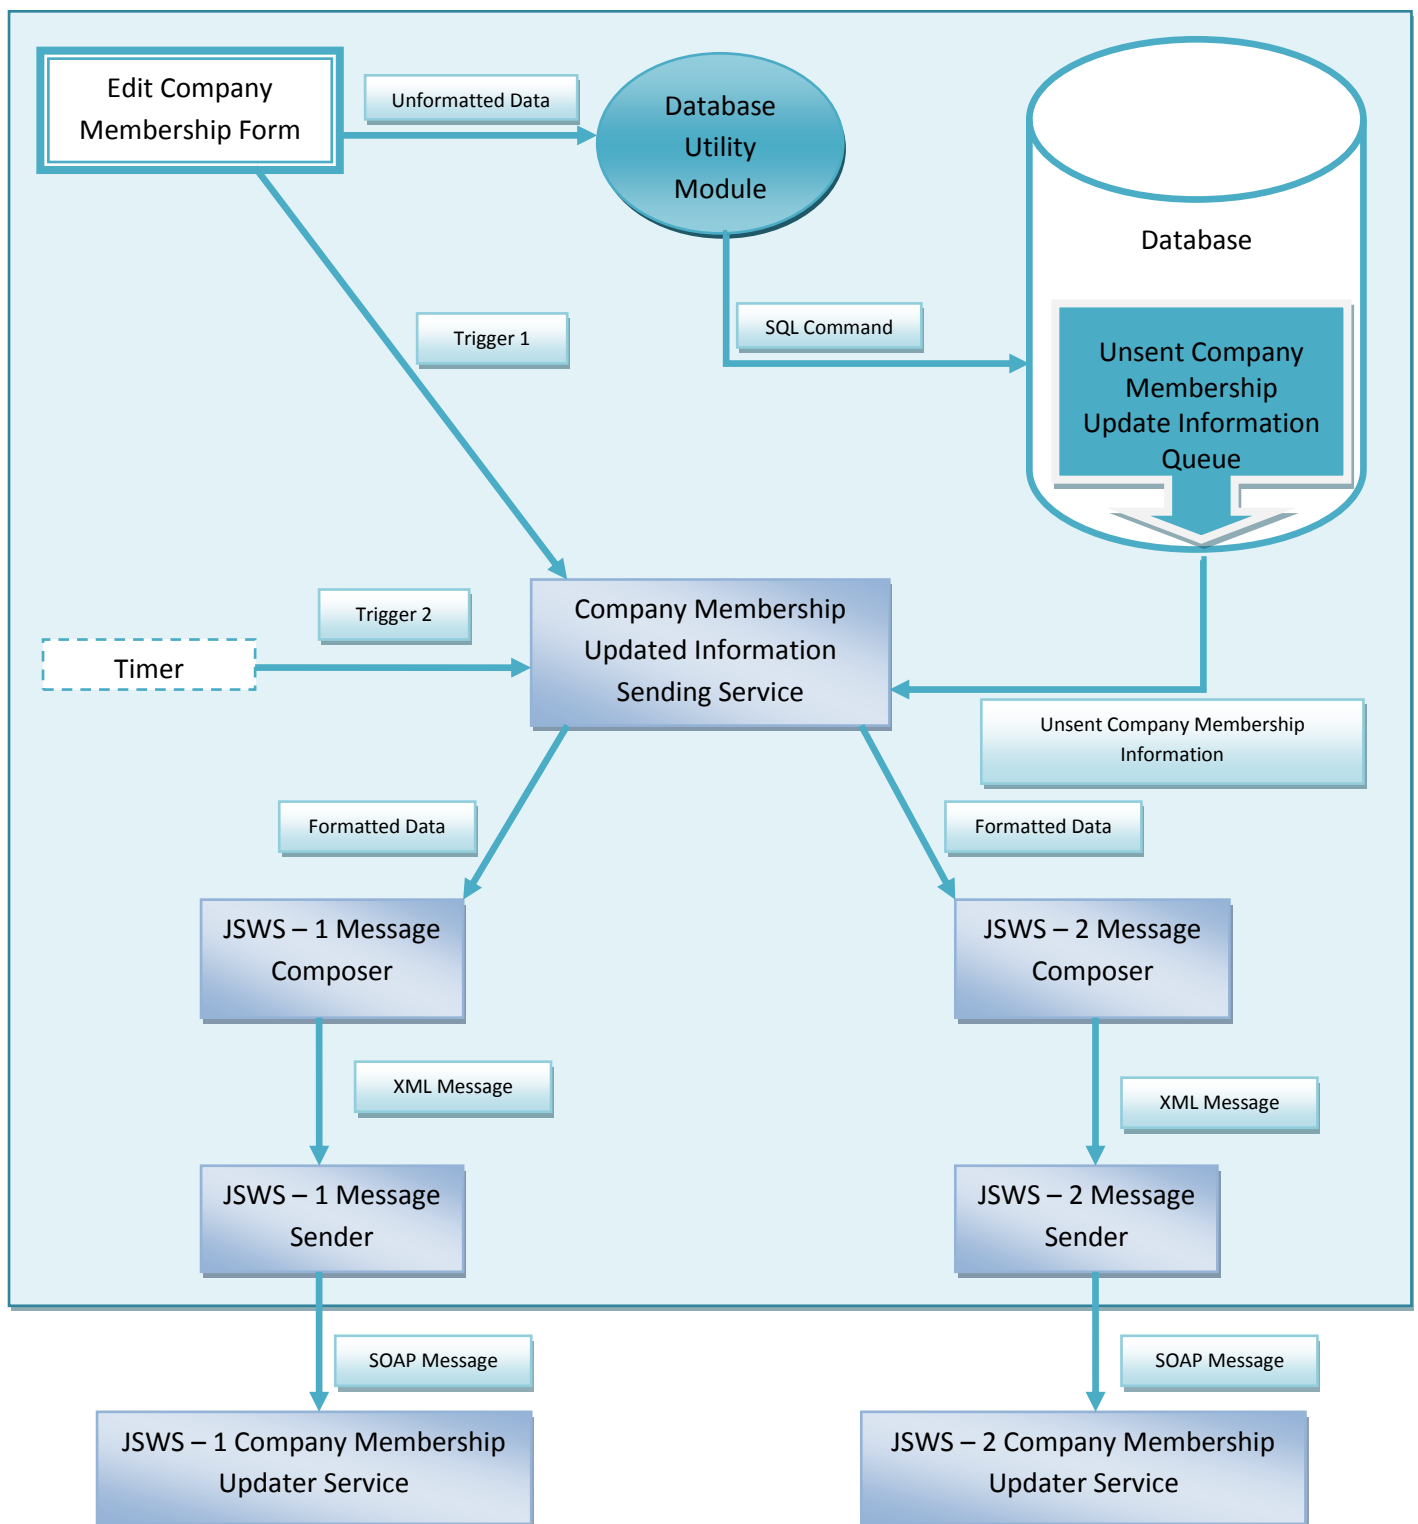 Edit Company
Membership Form
Unformatted Data
Database
Utility
Module
Database
Trigger 1
SQL Command
Unsent Company
Membership
Update Information
Queue
Trigger 2
Timer
Company Membership
Updated Information
Sending Service
Unsent Company Membership
Information
Formatted Data
Formatted Data
JSWS – 1 Message
Composer
JSWS – 2 Message
Composer
XML Message
XML Message
JSWS – 1 Message
Sender
JSWS – 2 Message
Sender
SOAP Message
SOAP Message
JSWS – 1 Company Membership
Updater Service
JSWS – 2 Company Membership
Updater Service